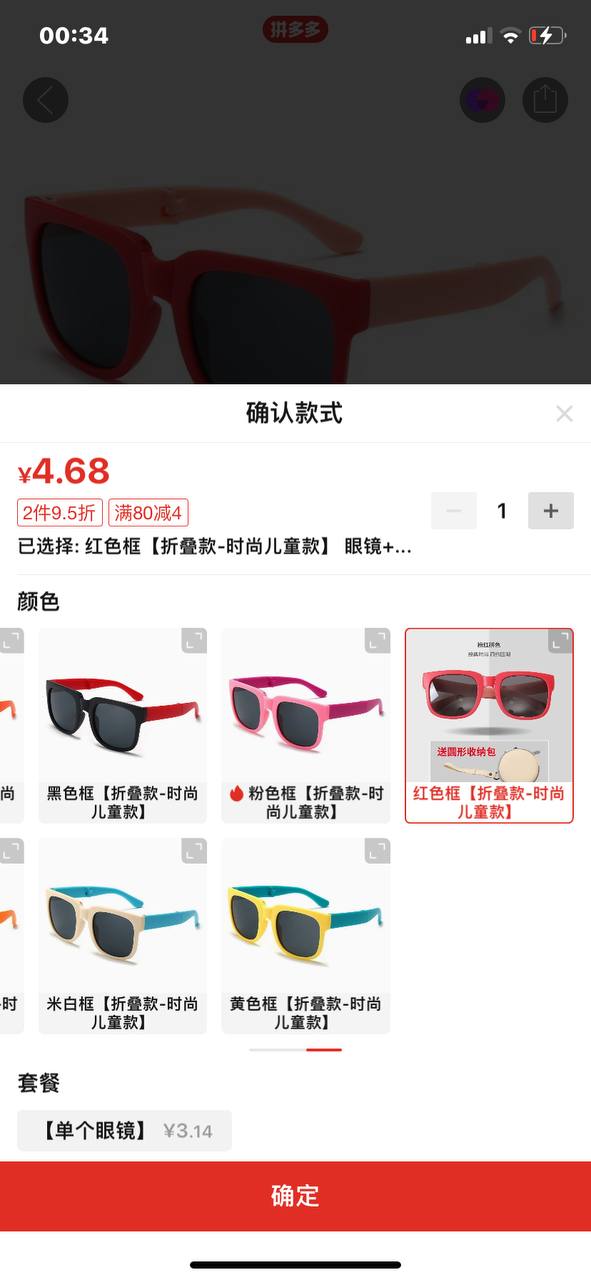 00:34
拼多多
确认款式
¥4.68
2件9.5折
满80减4
1
已选择: 红色框【折叠款-时尚儿童款】 眼镜+...
颜色
尚
黑色框【折叠款-时尚
儿童款】
粉色框【折叠款-时
尚儿童款】
送圆形收纳包
红色框【折叠款-时尚
儿童款】
时
米白框【折叠款-时尚
儿童款】
黄色框【折叠款-时尚
儿童款】
套餐
【单个眼镜】 ¥3.14
确定